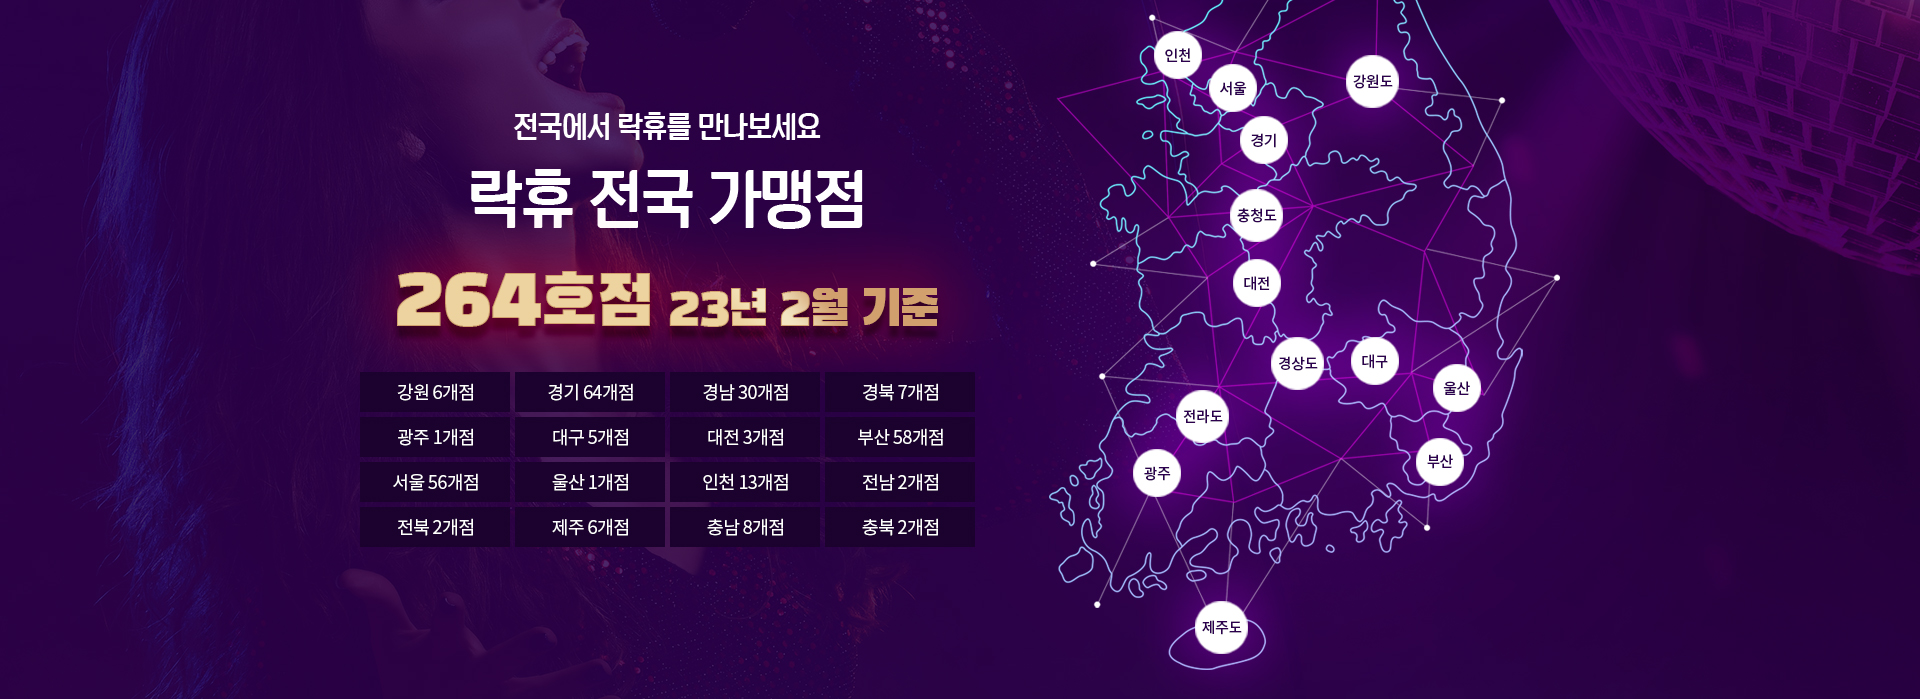 전국에서 락휴를 만나보세요
락휴 전국 가맹점
264호점 23년 2월 기준
강원 6개점 경기 64개점 경남 30개점 경북 7개점
광주 1개점 대구 5개점 대전 3개점 부산 58개점
서울 56개점 울산 1개점 인천 13개점 전남 2개점
전북 2개점 제주 6개점 충남 8개점 충북 2개점
인천
서울
강원도
경기
충청도
대전
경상도
대구
울산
전라도
부산
광주
제주도